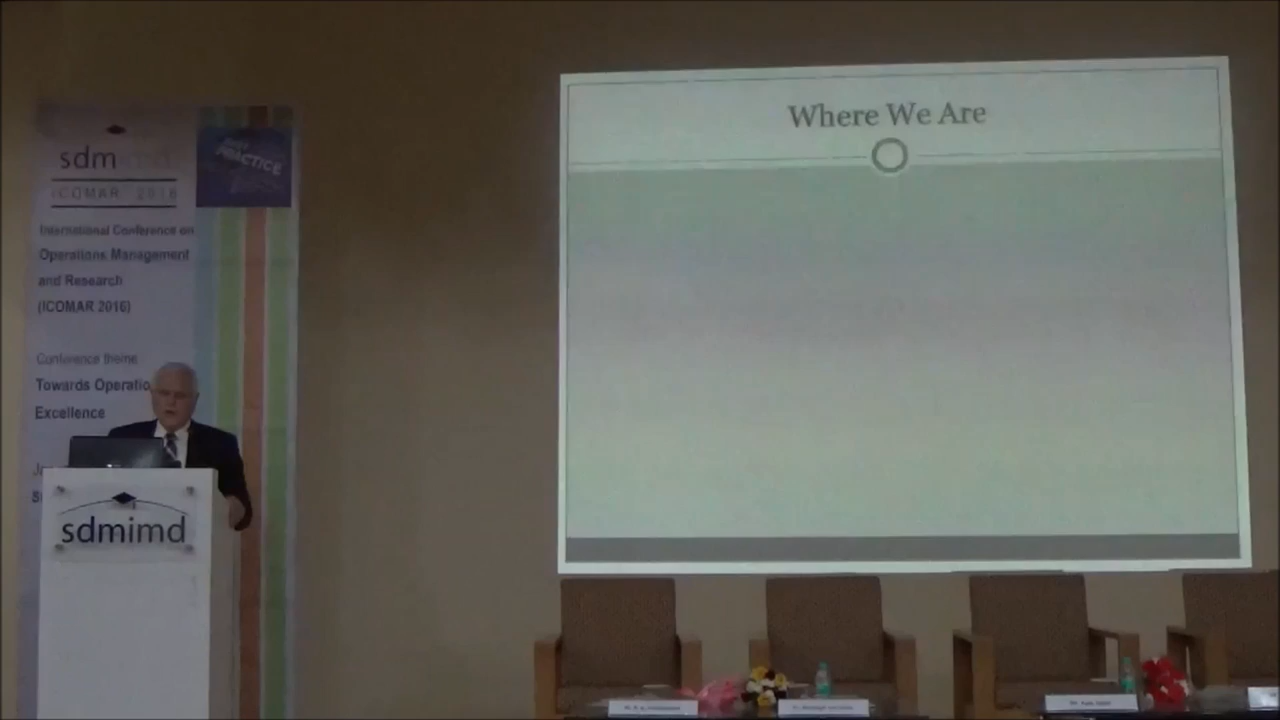 Where We Are
sdm
ICOMAR 2016
PRACTICE
International Conference on
Operations Management
and Research
(ICOMAR 2016)
Conference theme
Towards Operatio
Excellence
sdmimd